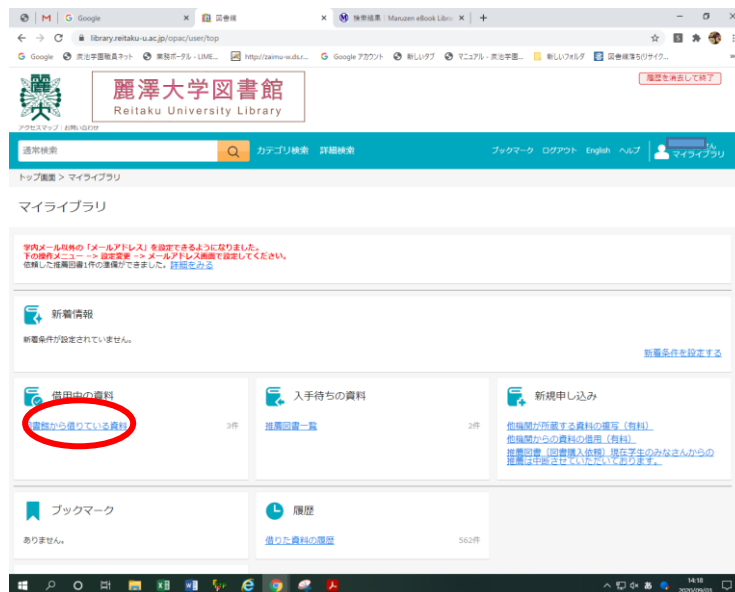 Google
図書館
検索結果｜Maruzen eBook Libra
library.reitaku-u.ac.jp/opac/user/top
Google
廣池学園教職員ネット
業務ポータル - LIME...
http://zaimu-w.ds.r...
Google アカウント
新しいタブ
マニュアル - 廣池学園...
新しいフォルダ
麗澤大学図書館
Reitaku University Library
履歴を消去して終了
アクセスマップ｜お問い合わせ
通常検索
カテゴリ検索 詳細検索
ブックマーク ログアウト English ヘルプ
さん
マイライブラリ
トップ画面 > マイライブラリ
マイライブラリ
学内メール以外の「メールアドレス」を設定できるようになりました。
下の操作メニュー -> 設定変更 -> メールアドレス画面で設定してください。
依頼した推薦図書1件の準備ができました。詳細をみる
新着情報
新着条件が設定されていません。
新着条件を設定する
借用中の資料
図書館から借りている資料 3件
入手待ちの資料
推薦図書一覧 2件
新規申し込み
他機関が所蔵する資料の複写（有料）
他機関からの資料の借用（有料）
推薦図書（図書購入依頼）現在学生のみなさんからの
推薦は中断させていただいております。
ブックマーク
ありません。
履歴
借りた資料の履歴 562件
14:18
2020/09/03